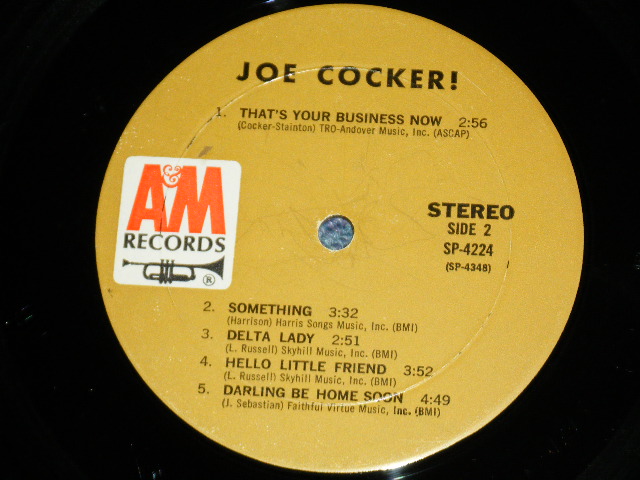 JOE COCKER!
1. THAT'S YOUR BUSINESS NOW 2:56
(Cocker-Stainton) TRO-Andover Music, Inc. (ASCAP)
A&M
RECORDS
®
STEREO
SIDE 2
SP-4224
(SP-4348)
2. SOMETHING 3:32
(Harrison) Harris Songs Music, Inc. (BMI)
3. DELTA LADY 2:51
(L. Russell) Skyhill Music, Inc. (BMI)
4. HELLO LITTLE FRIEND 3:52
(L. Russell) Skyhill Music, Inc. (BMI)
5. DARLING BE HOME SOON 4:49
(J. Sebastian) Faithful Virtue Music, Inc. (BMI)